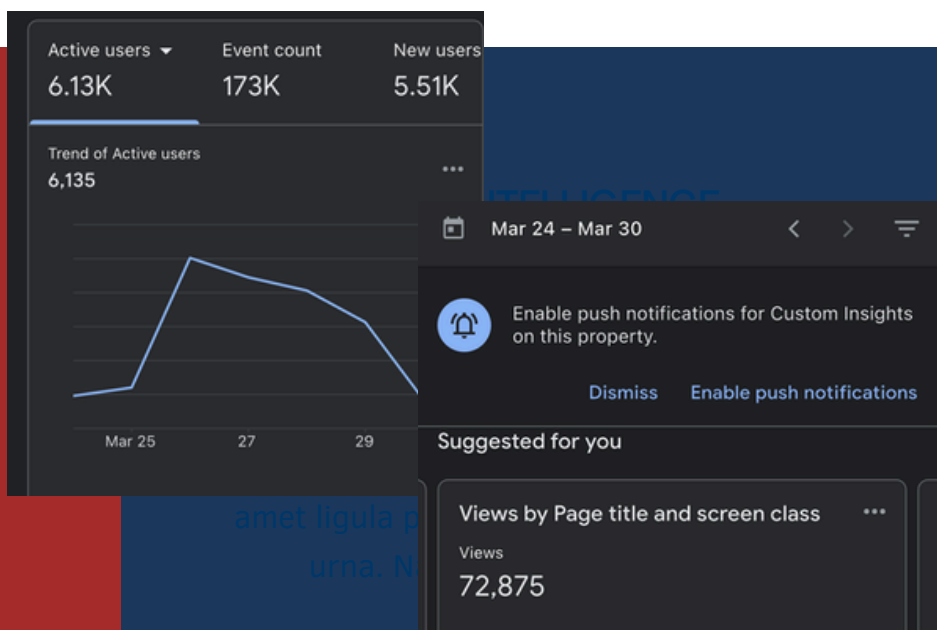 Active users Event count New users
6.13K 173K 5.51K
Trend of Active users
6,135
Mar 25 27 29
Mar 24 – Mar 30
Enable push notifications for Custom Insights
on this property.
Dismiss Enable push notifications
Suggested for you
Views by Page title and screen class
Views
72,875
amet ligula
urna.